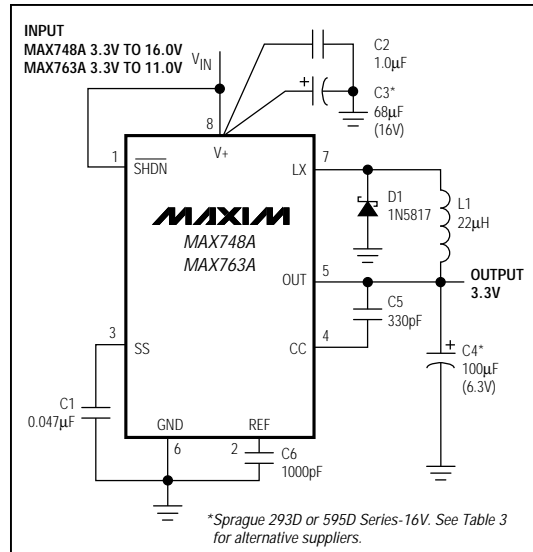 INPUT
MAX748A 3.3V TO 16.0V
MAX763A 3.3V TO 11.0V
VIN
C2
1.0μF
+
C3*
68μF
(16V)
8
V+
1
SHDN
LX
7
MAXIM
MAX748A
MAX763A
D1
1N5817
L1
22μH
OUT
5
OUTPUT
3.3V
C5
330pF
CC
4
3
SS
+
C4*
100μF
(6.3V)
C1
0.047μF
GND
6
REF
2
C6
1000pF
*Sprague 293D or 595D Series-16V. See Table 3
for alternative suppliers.